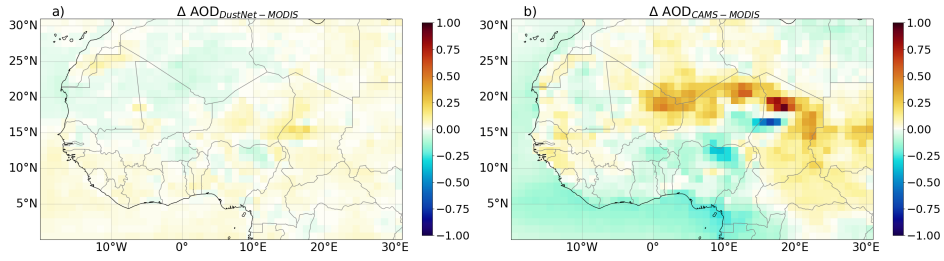 a) Δ AOD_DustNet−MODIS
30°N
25°N
20°N
15°N
10°N
5°N
10°W 0° 10°E 20°E 30°E
1.00
0.75
0.50
0.25
0.00
−0.25
−0.50
−0.75
−1.00
b) Δ AOD_CAMS−MODIS
30°N
25°N
20°N
15°N
10°N
5°N
10°W 0° 10°E 20°E 30°E
1.00
0.75
0.50
0.25
0.00
−0.25
−0.50
−0.75
−1.00